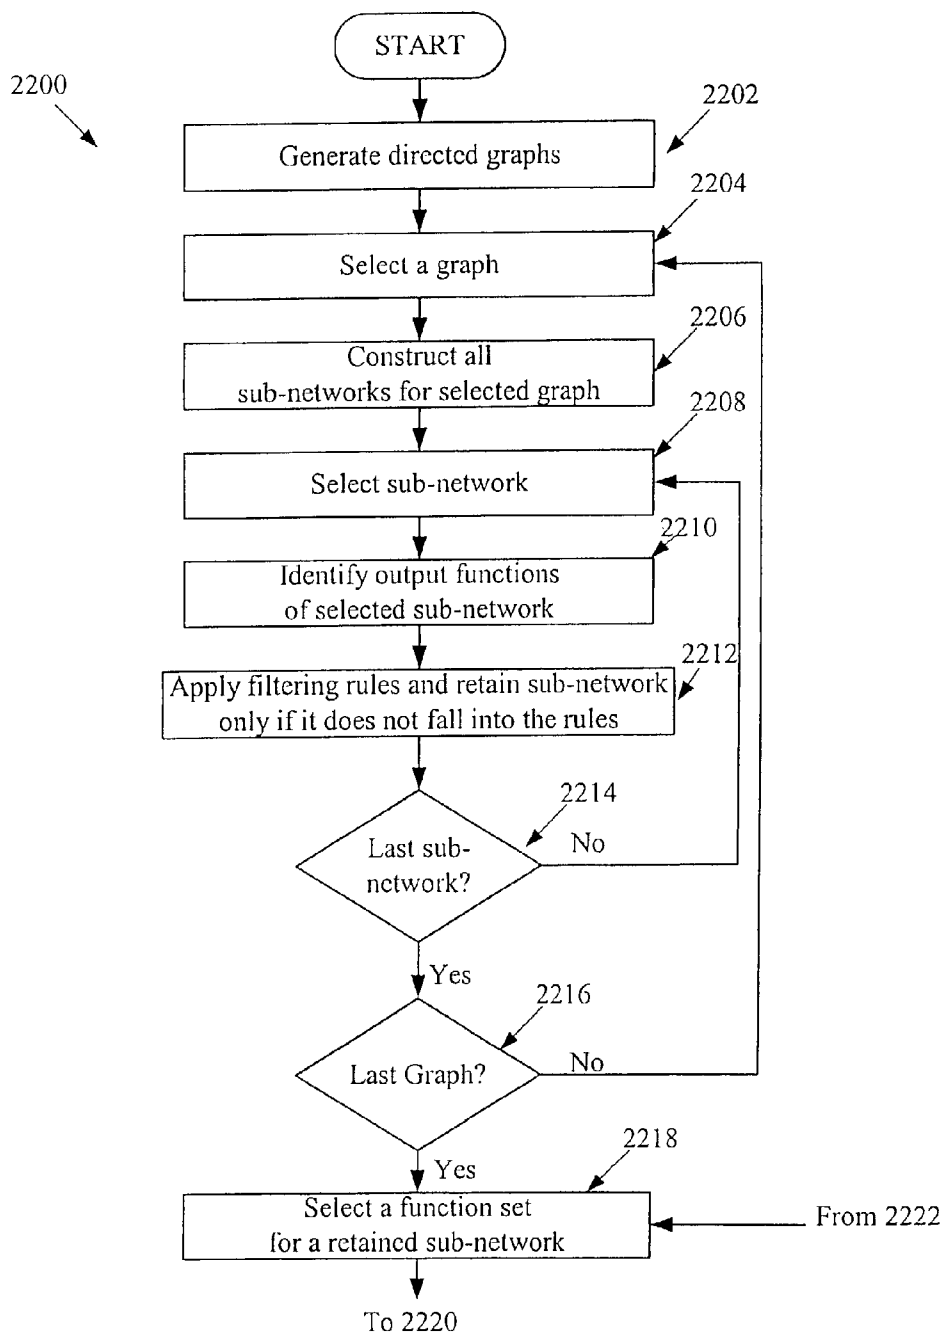 START
2200
2202
Generate directed graphs
2204
Select a graph
2206
Construct all
sub-networks for selected graph
2208
Select sub-network
2210
Identify output functions
of selected sub-network
2212
Apply filtering rules and retain sub-network
only if it does not fall into the rules
2214
Last sub-
network?
No
Yes
2216
Last Graph?
No
2218
Yes
Select a function set
for a retained sub-network
From 2222
To 2220